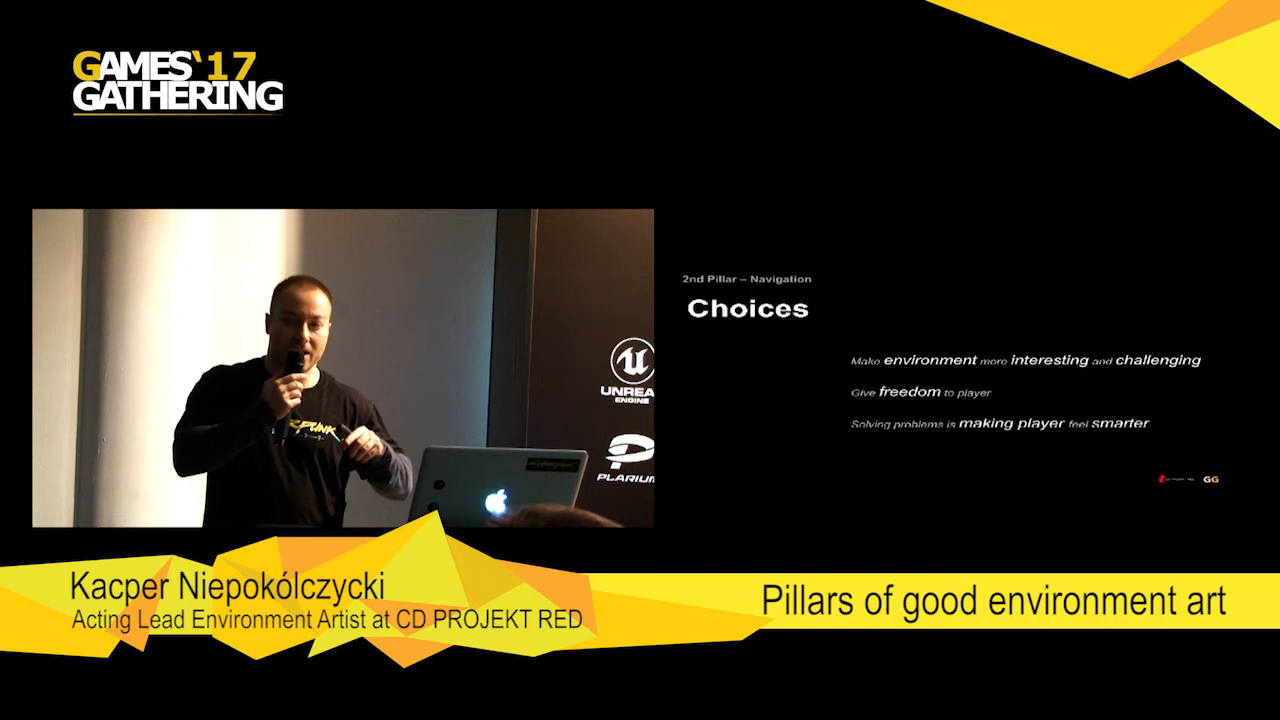 GAMES‘17
GATHERING
2nd Pillar – Navigation
Choices
Make environment more interesting and challenging
Give freedom to player
Solving problems is making player feel smarter
RPUNK
UNREA
ENGINE
PLARIUM
GG
Kacper Niepokólczycki
Acting Lead Environment Artist at CD PROJEKT RED
Pillars of good environment art